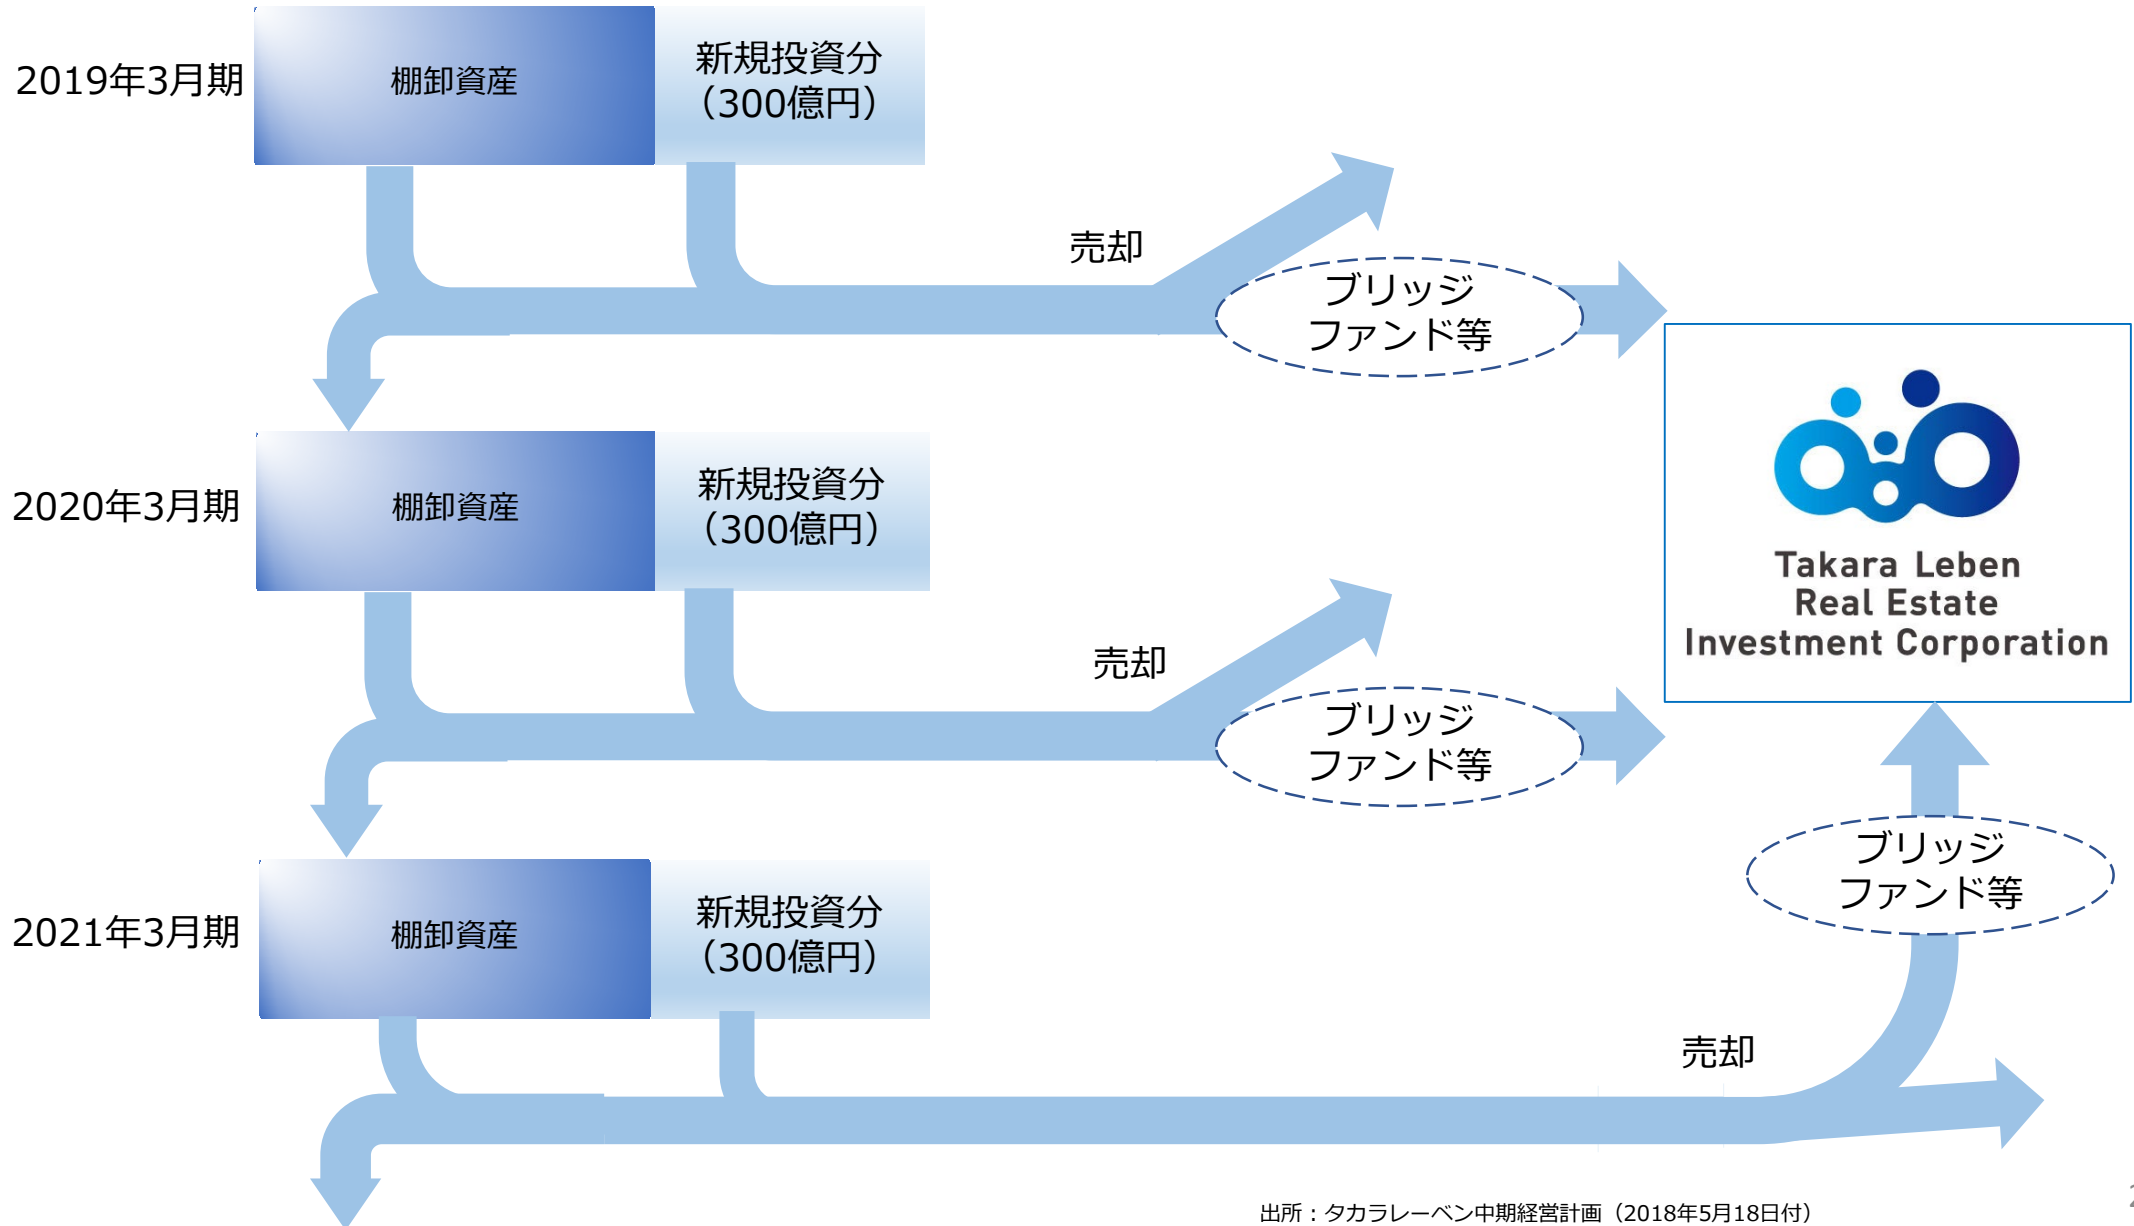 2019年3月期
棚卸資産
新規投資分
（300億円）
売却
ブリッジ
ファンド等
Takara Leben
Real Estate
Investment Corporation
2020年3月期
棚卸資産
新規投資分
（300億円）
売却
ブリッジ
ファンド等
ブリッジ
ファンド等
2021年3月期
棚卸資産
新規投資分
（300億円）
売却
出所：タカラレーベン中期経営計画（2018年5月18日付）